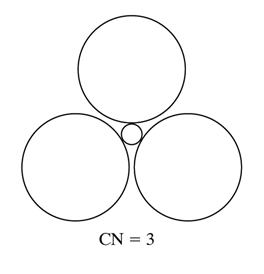 CN = 3